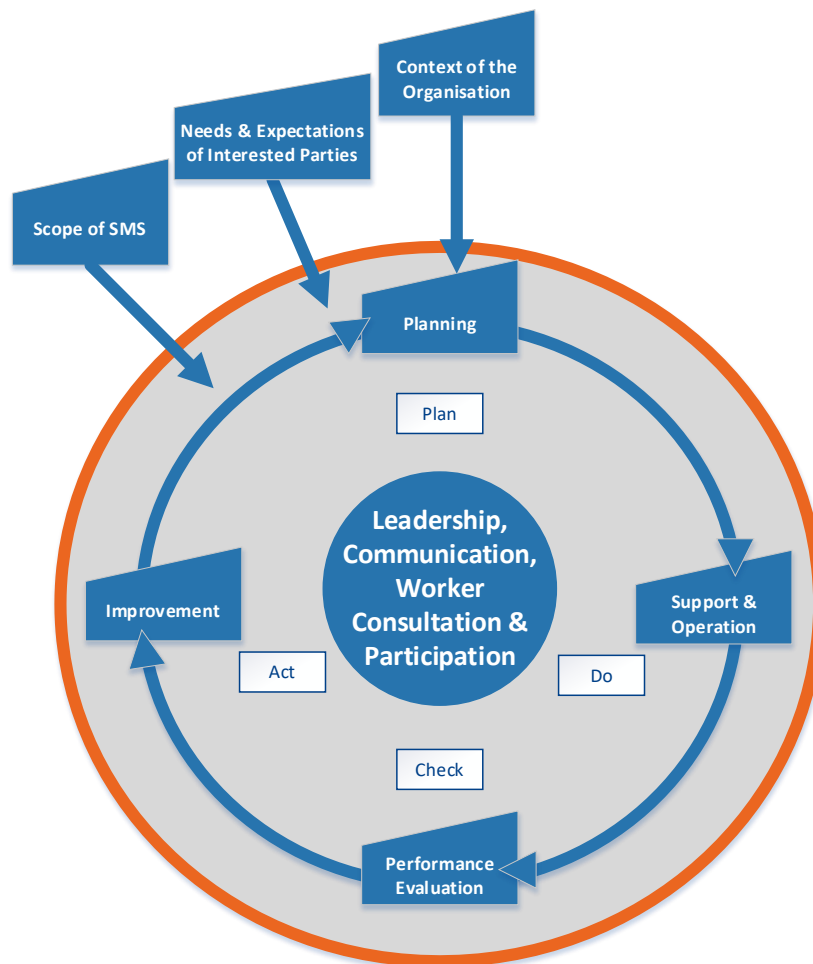 Context of the
Organisation
Needs & Expectations
of Interested Parties
Scope of SMS
Planning
Plan
Leadership,
Communication,
Worker
Consultation &
Participation
Improvement
Support &
Operation
Act
Do
Check
Performance
Evaluation